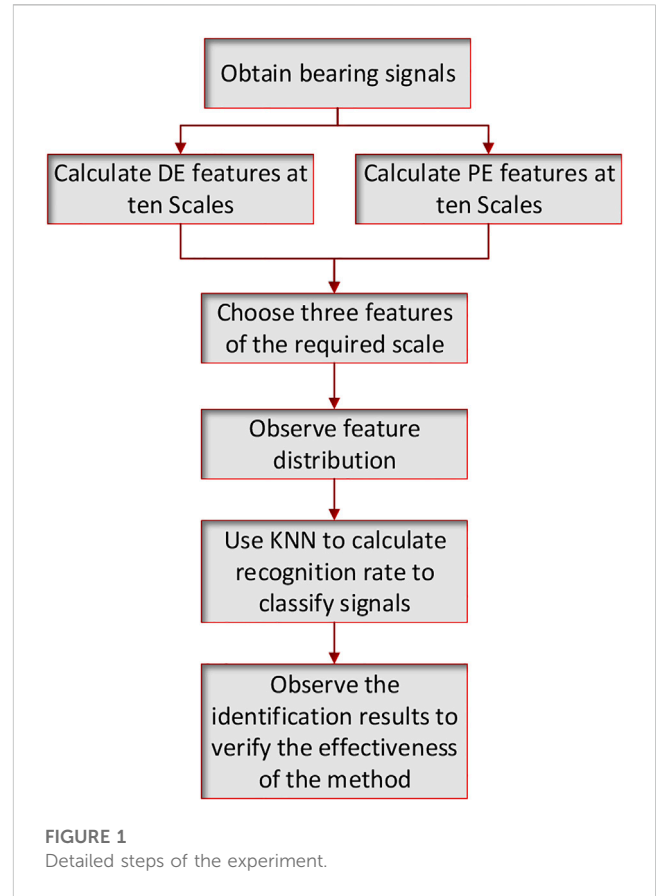 Obtain bearing signals
Calculate DE features at
ten Scales
Calculate PE features at
ten Scales
Choose three features
of the required scale
Observe feature
distribution
Use KNN to calculate
recognition rate to
classify signals
Observe the
identification results to
verify the effectiveness
of the method
FIGURE 1
Detailed steps of the experiment.